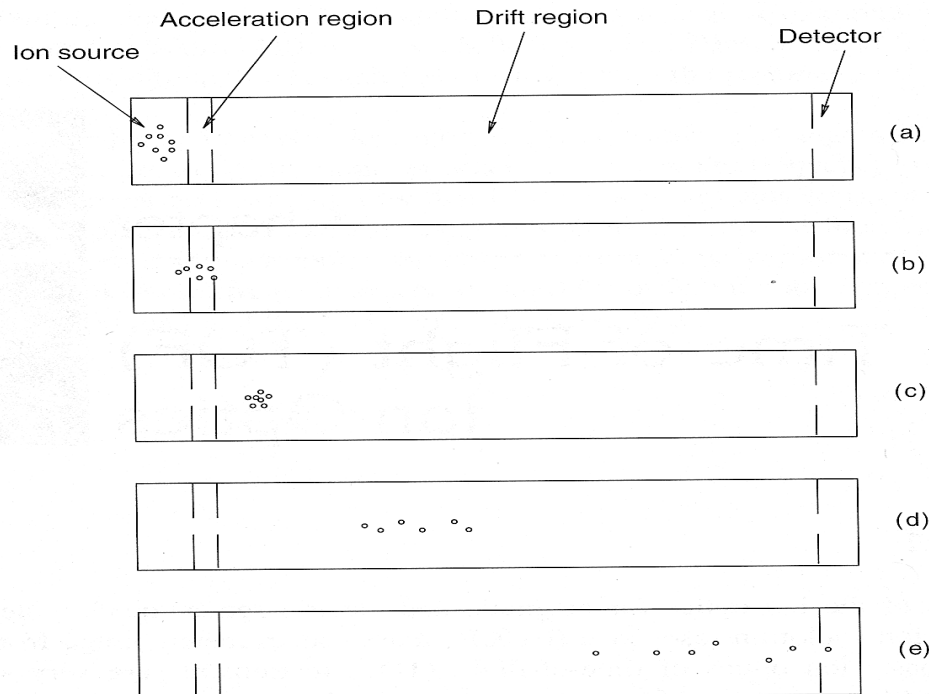 Acceleration region
Drift region
Detector
Ion source
(a)
(b)
(c)
(d)
(e)